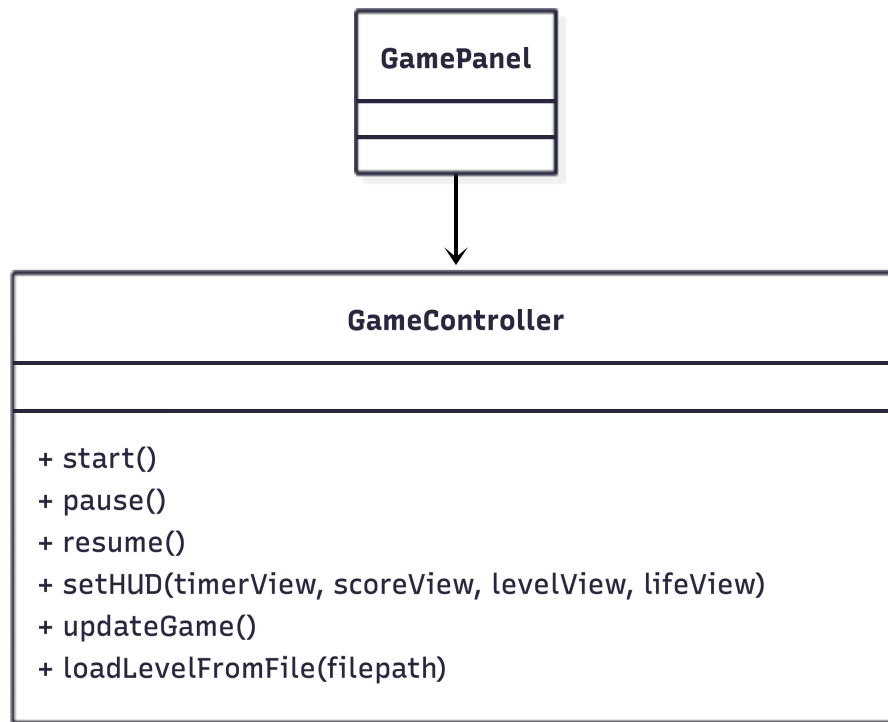 GamePanel
GameController
+ start()
+ pause()
+ resume()
+ setHUD(timerView, scoreView, levelView, lifeView)
+ updateGame()
+ loadLevelFromFile(filepath)